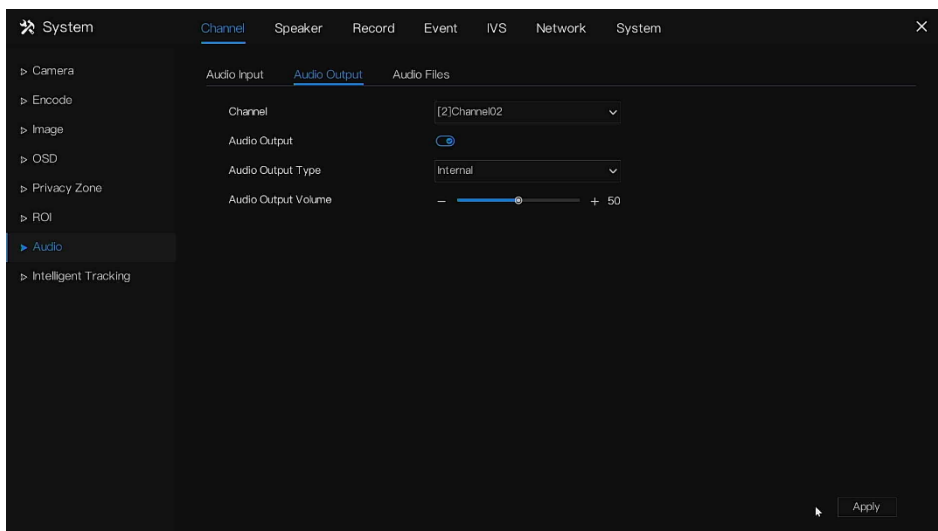 System
Channel Speaker Record Event IVS Network System
Camera
Encode
Image
OSD
Privacy Zone
ROI
Audio
Intelligent Tracking
Audio Input Audio Output Audio Files
Channel [2]Channel02
Audio Output
Audio Output Type Internal
Audio Output Volume − + 50
Apply